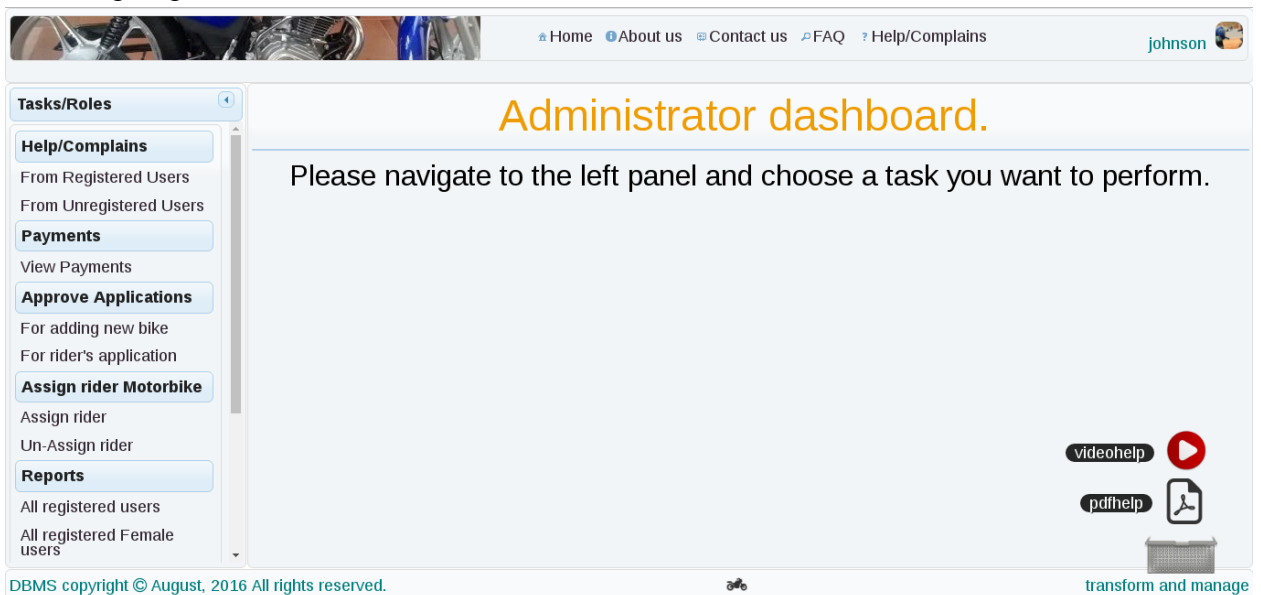 Home About us Contact us FAQ Help/Complains
johnson
Tasks/Roles
Help/Complains
From Registered Users
From Unregistered Users
Payments
View Payments
Approve Applications
For adding new bike
For rider's application
Assign rider Motorbike
Assign rider
Un-Assign rider
Reports
All registered users
All registered Female
users
Administrator dashboard.
Please navigate to the left panel and choose a task you want to perform.
videohelp
pdfhelp
DBMS copyright © August, 2016 All rights reserved.
transform and manage